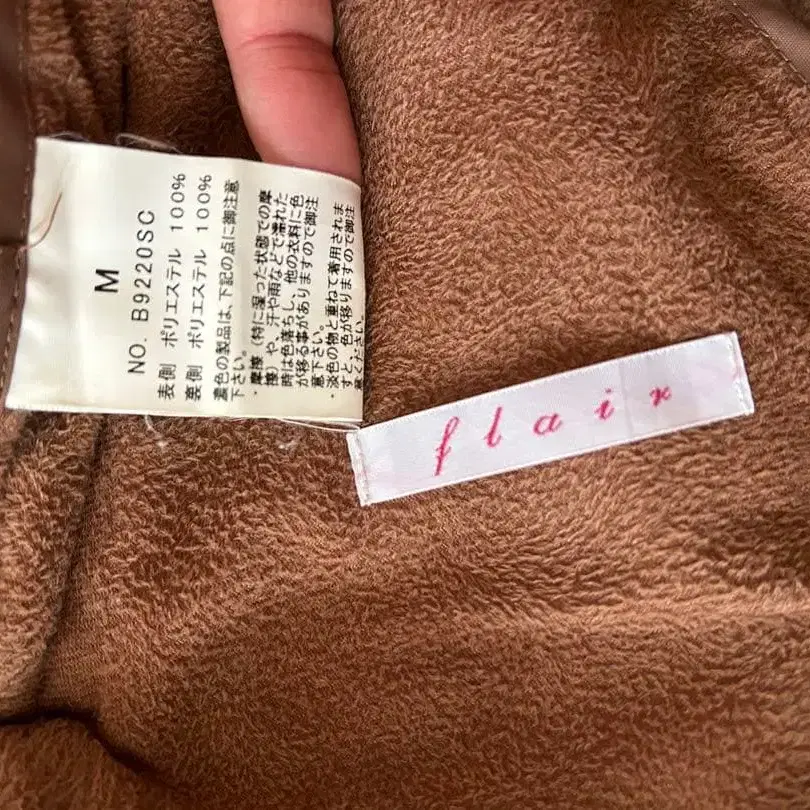 M
NO. B9220SC
表側 ポリエステル 100%
裏側 ポリエステル 100%
濃色の製品は、下記の点に御注意
下さい。
・摩擦(特に湿った状態での摩
擦)や、汗や雨などで濡れた
時は色落ちし、他の衣料に色
が移る事がありますので御注
意下さい。
・淡色の物と重ねて着用されま
すと、色が移りますので御注
意ください。
flair